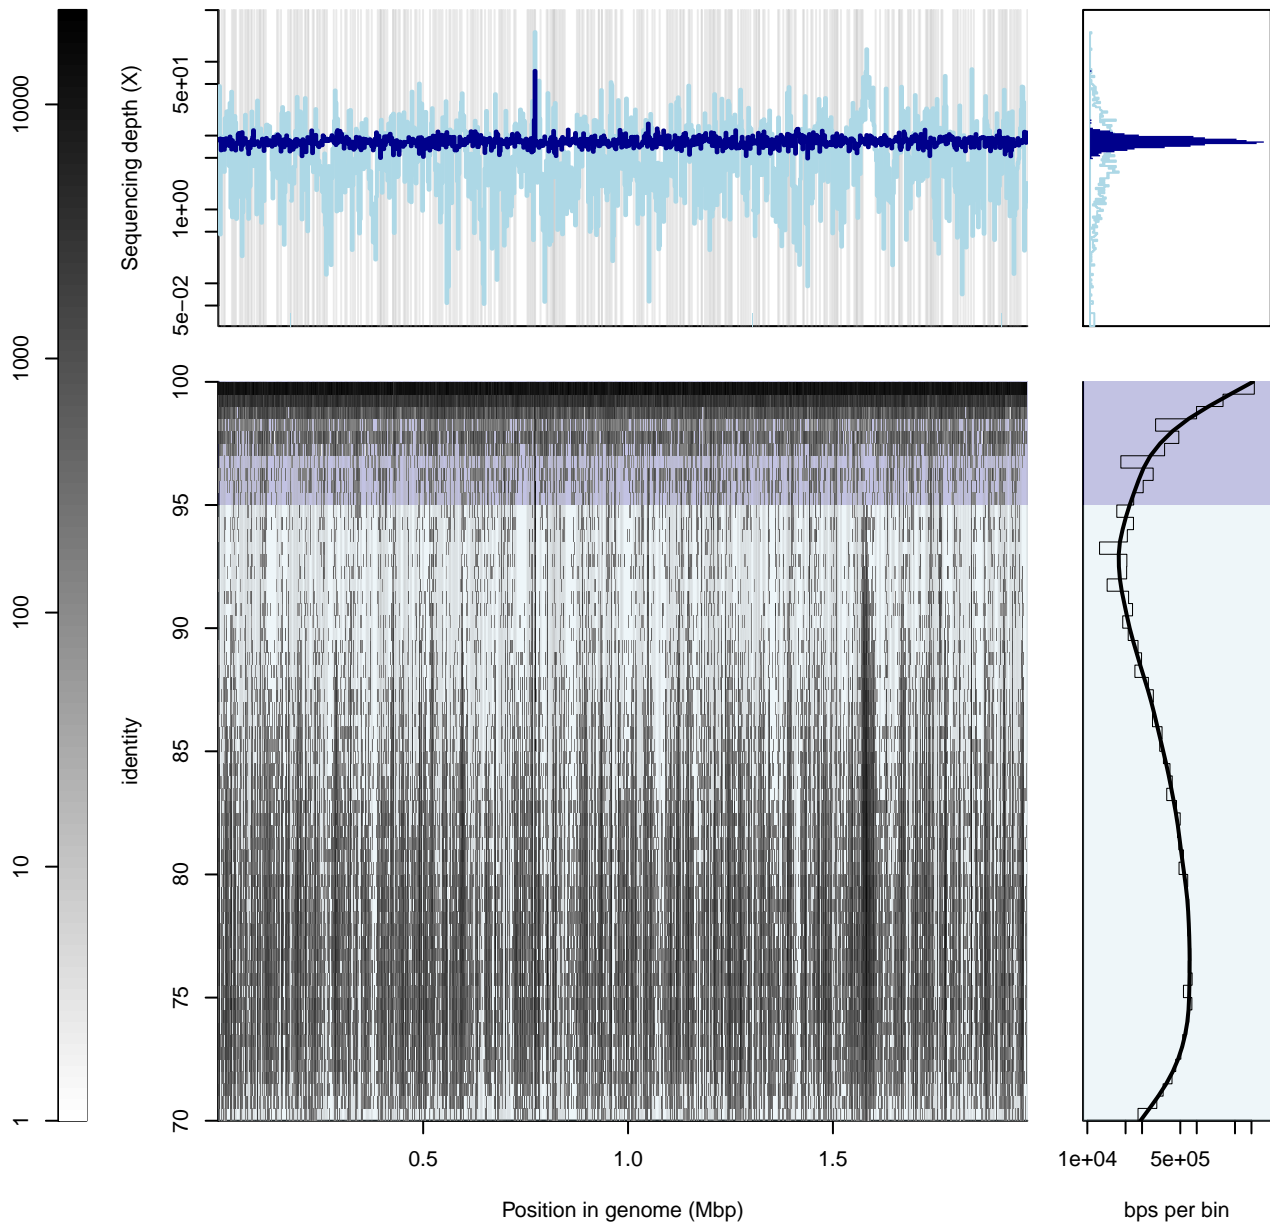 10000
1000
100
10
1
Sequencing depth (X)
5e+01
1e+00
5e−02
identity
100
95
90
85
80
75
70
0.5
1.0
1.5
Position in genome (Mbp)
1e+04
5e+05
bps per bin